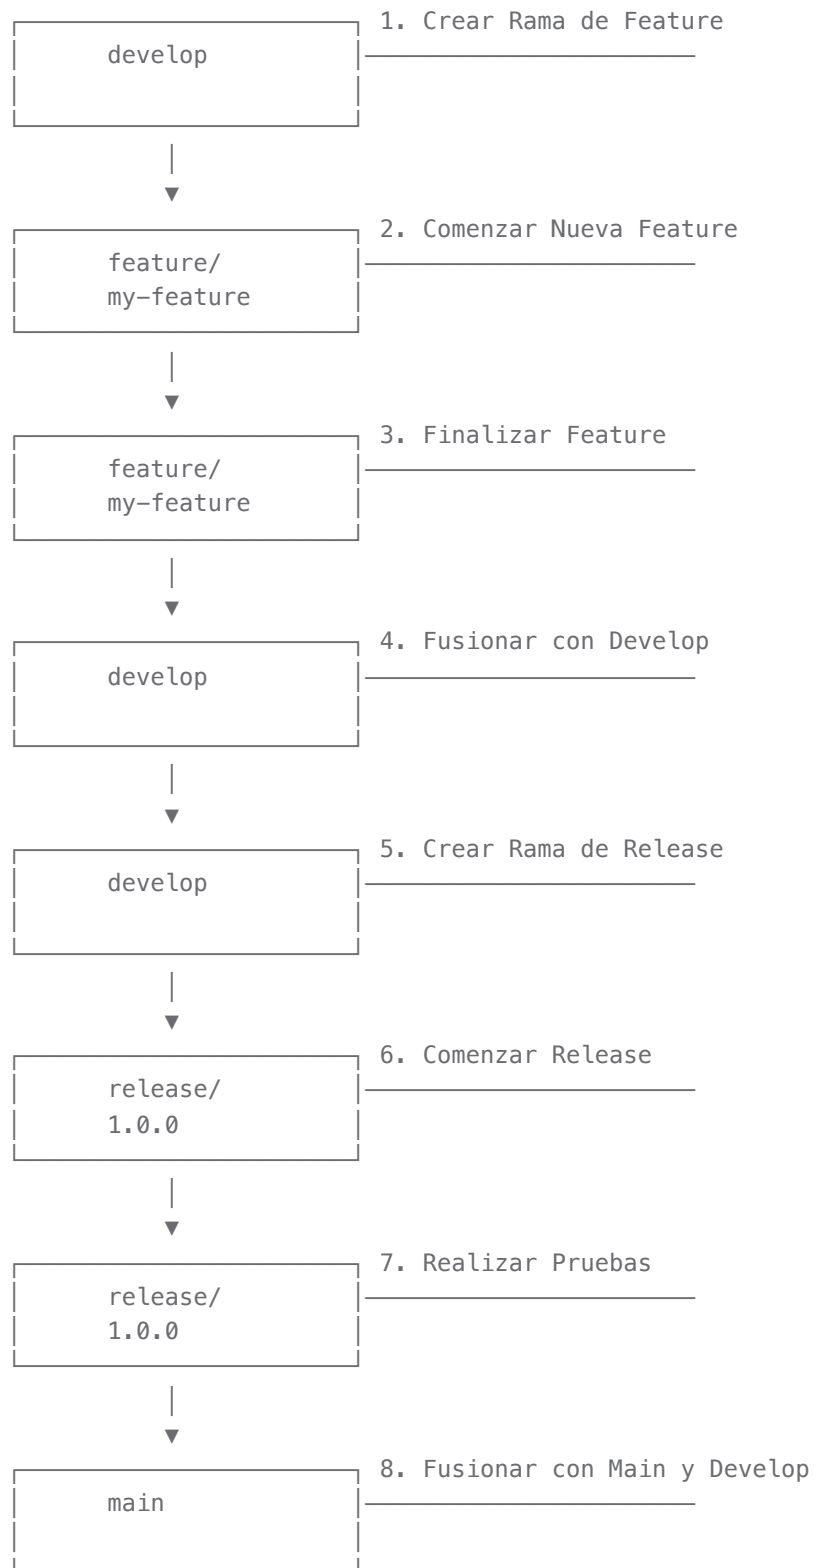 1. Crear Rama de Feature
develop
2. Comenzar Nueva Feature
feature/
my-feature
3. Finalizar Feature
feature/
my-feature
4. Fusionar con Develop
develop
5. Crear Rama de Release
develop
6. Comenzar Release
release/
1.0.0
7. Realizar Pruebas
release/
1.0.0
8. Fusionar con Main y Develop
main